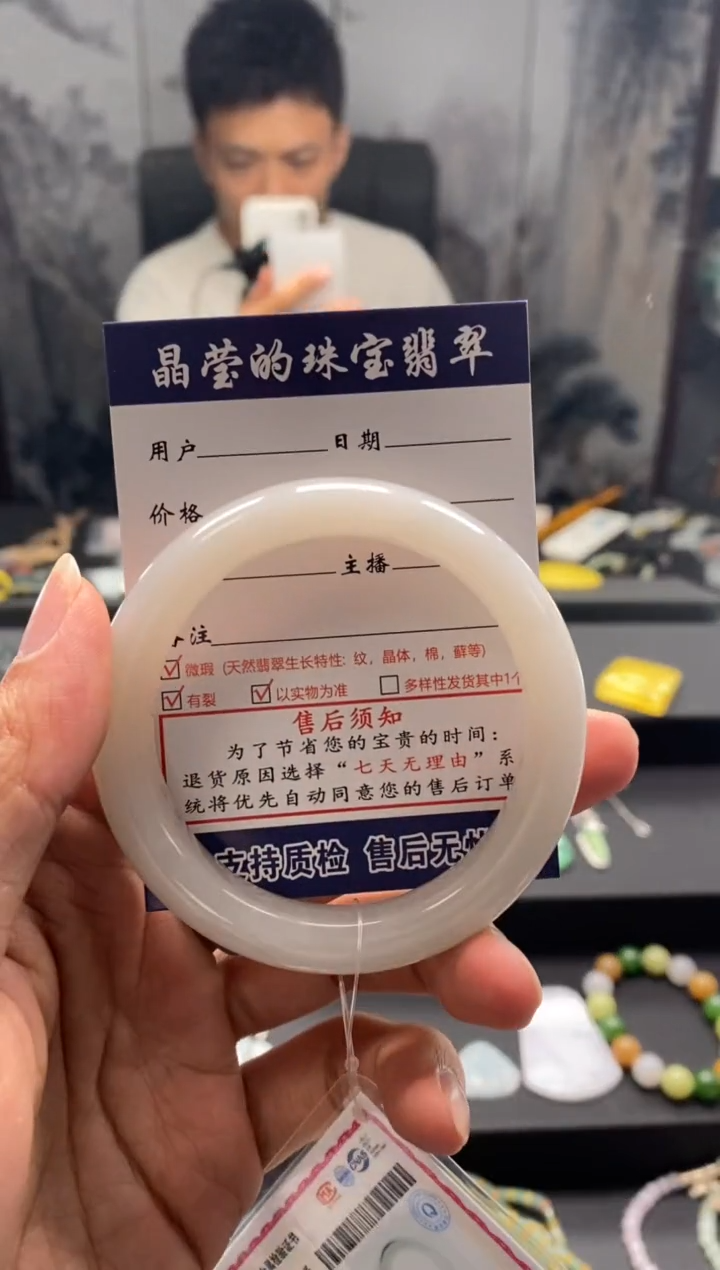 晶莹的珠宝翡翠
用户 日期
价格
主播
注
微瑕（天然翡翠生长特性：纹，晶体，棉，藓等）
有裂 以实物为准 多样性发货其中1个
售后须知
为了节省您的宝贵的时间：
退货原因选择“七天无理由”系
统将优先自动同意您的售后订单
支持质检 售后无忧
CNAS